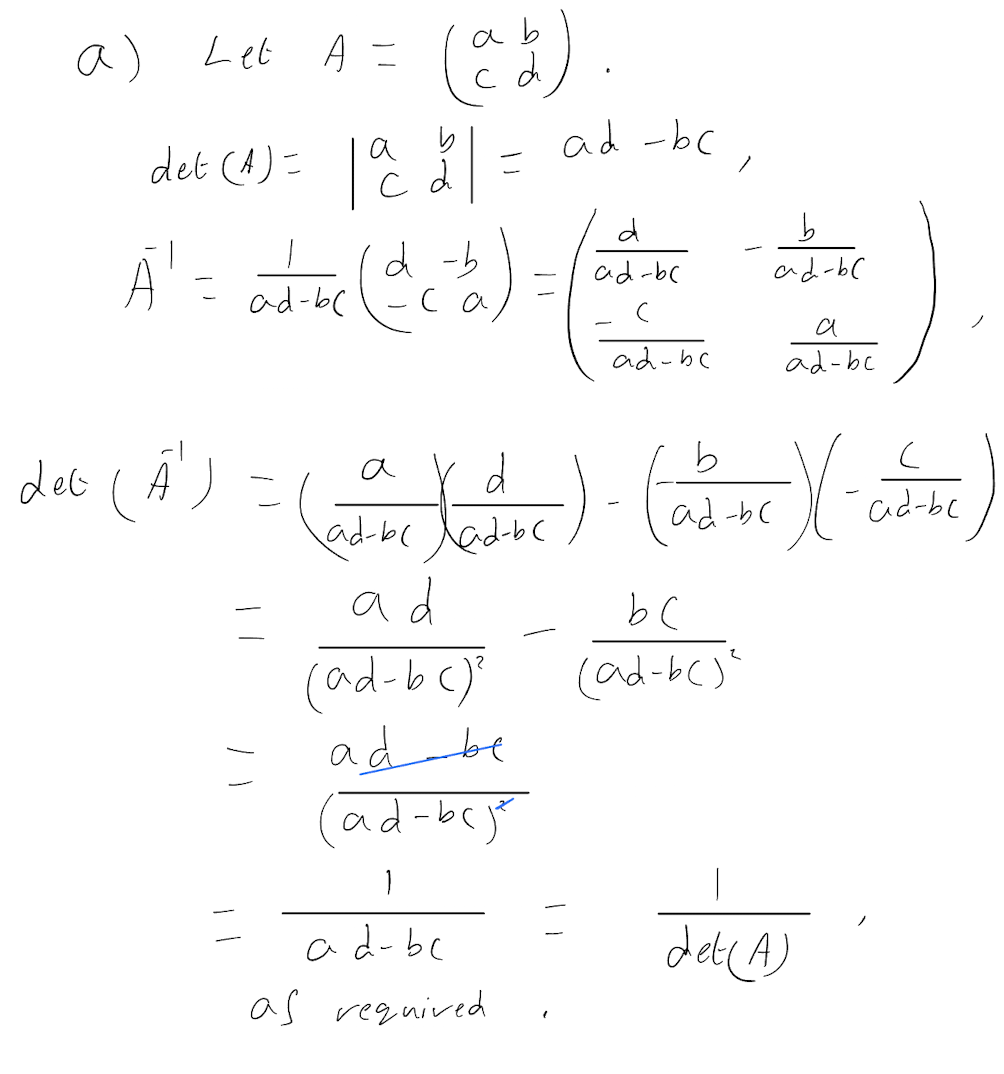 a) Let A = \begin{pmatrix} a & b \\ c & d \end{pmatrix} .
det(A) = \begin{vmatrix} a & b \\ c & d \end{vmatrix} = ad - bc ,
A^{-1} = \frac{1}{ad-bc} \begin{pmatrix} d & -b \\ -c & a \end{pmatrix} = \begin{pmatrix} \frac{d}{ad-bc} & -\frac{b}{ad-bc} \\ \frac{-c}{ad-bc} & \frac{a}{ad-bc} \end{pmatrix} ,
det(A^{-1}) = \left(\frac{a}{ad-bc}\right)\left(\frac{d}{ad-bc}\right) - \left(-\frac{b}{ad-bc}\right)\left(-\frac{c}{ad-bc}\right)
= \frac{ad}{(ad-bc)^2} - \frac{bc}{(ad-bc)^2}
= \frac{ad-bc}{(ad-bc)^2}
= \frac{1}{ad-bc} = \frac{1}{det(A)} ,
as required .